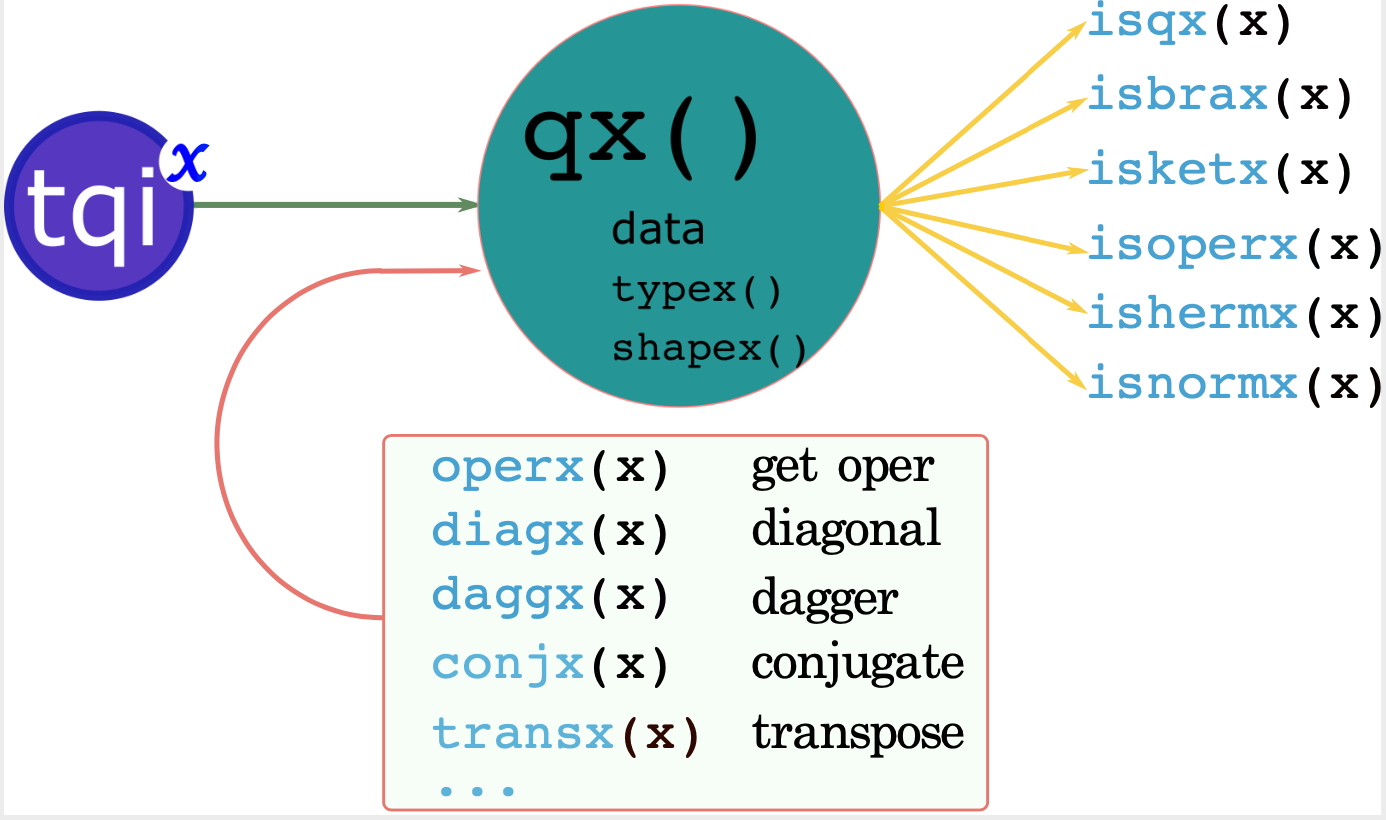 tqi x
qx()
data
typex()
shapex()
isqx(x)
isbrax(x)
isketx(x)
isoperx(x)
ishermx(x)
isnormx(x)
operx(x) get oper
diagx(x) diagonal
daggx(x) dagger
conjx(x) conjugate
transx(x) transpose
...